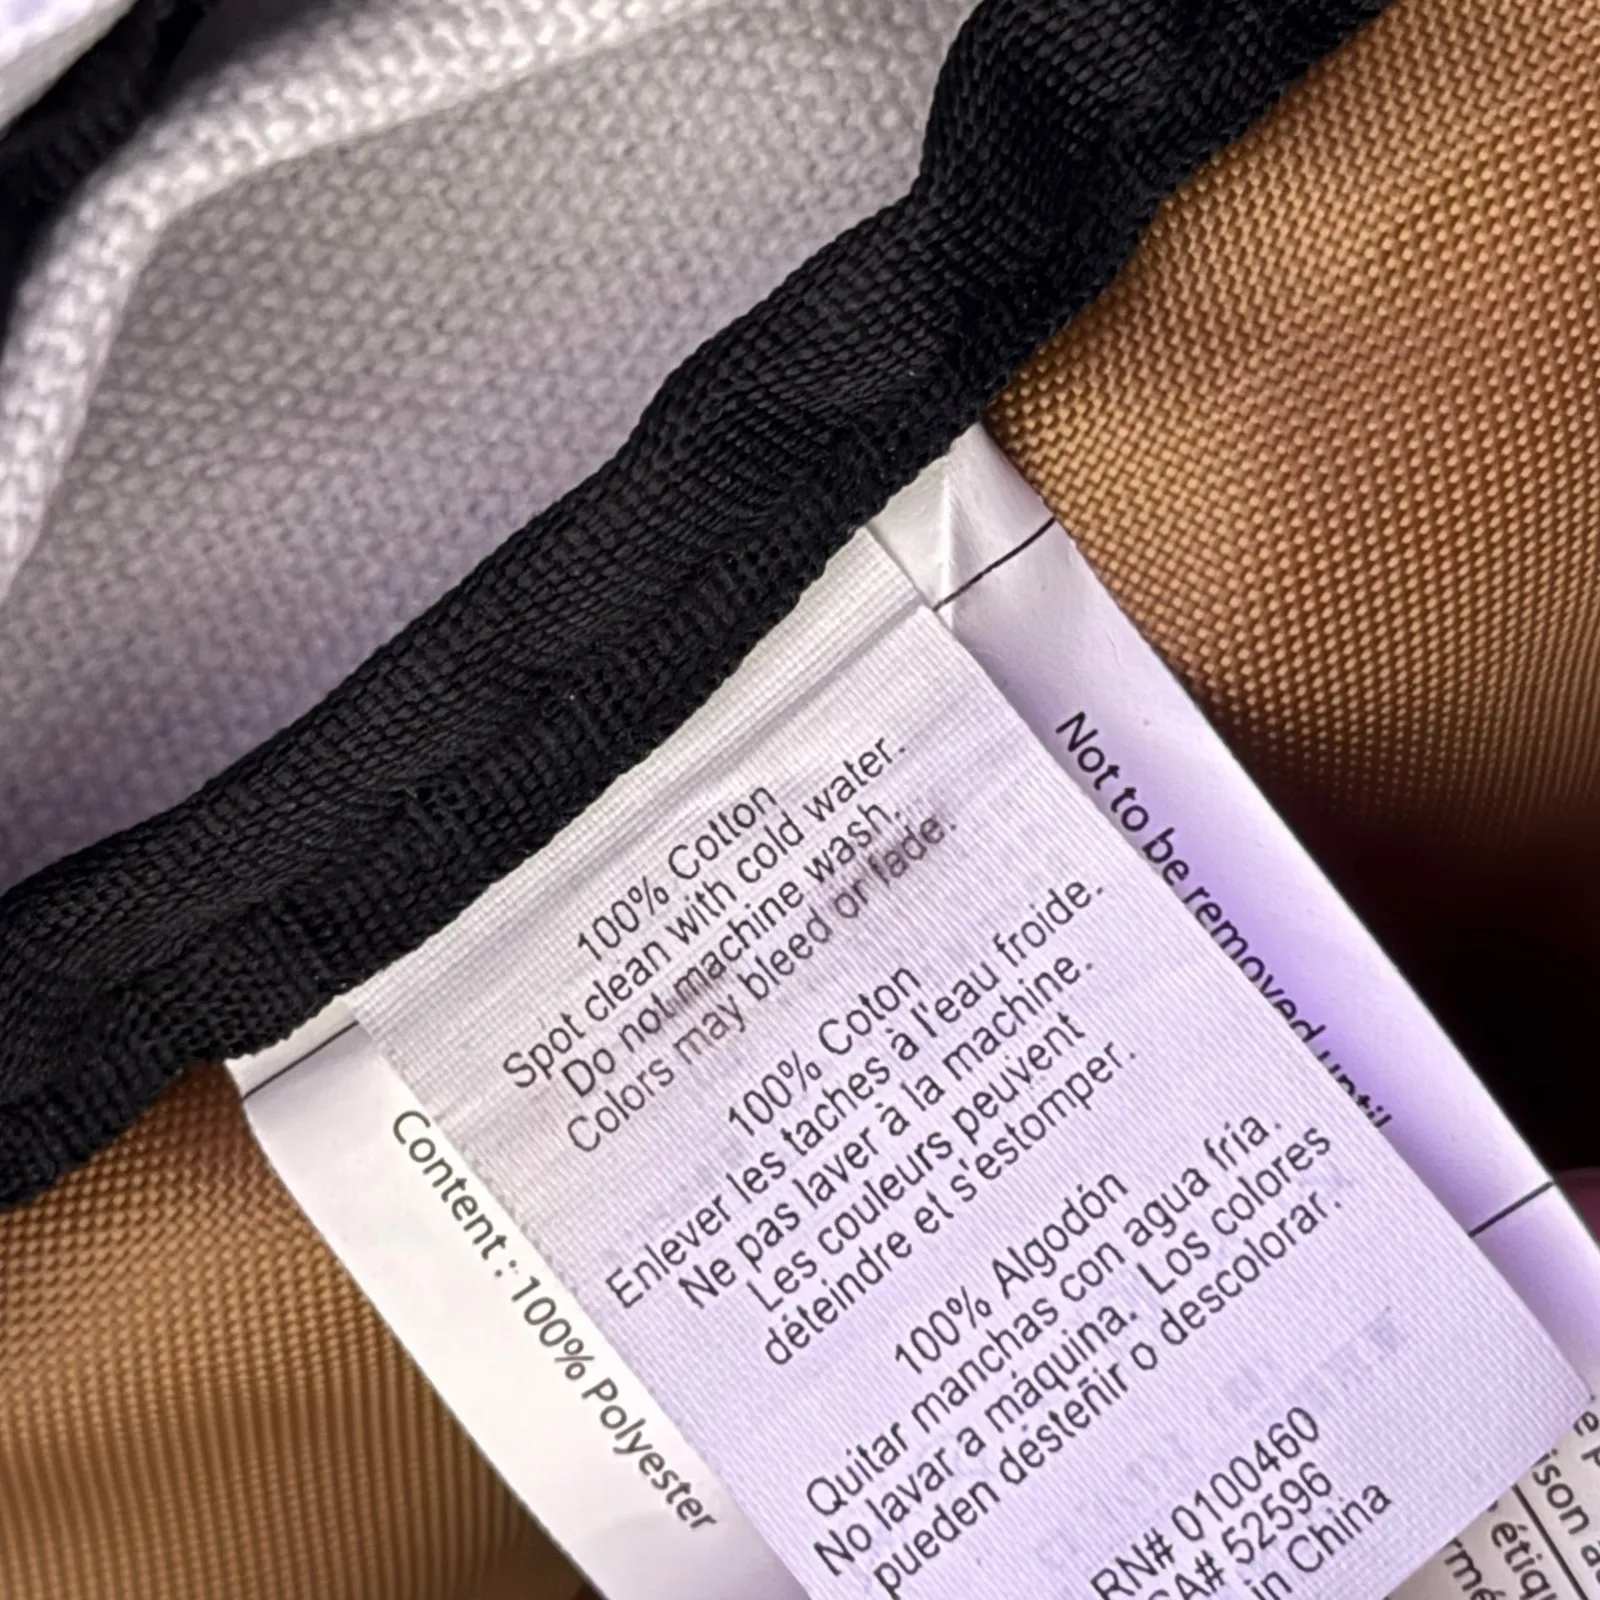 100% Cotton
Spot clean with cold water.
Do not machine wash.
Colors may bleed or fade.
100% Coton
Enlever les taches à l'eau froide.
Ne pas laver à la machine.
Les couleurs peuvent
déteindre et s'estomper.
100% Algodón
Quitar manchas con agua fría.
No lavar a máquina. Los colores
pueden desteñir o descolorar.
RN# 0100460
CA# 52596
in China
Not to be removed until
Content : 100% Polyester